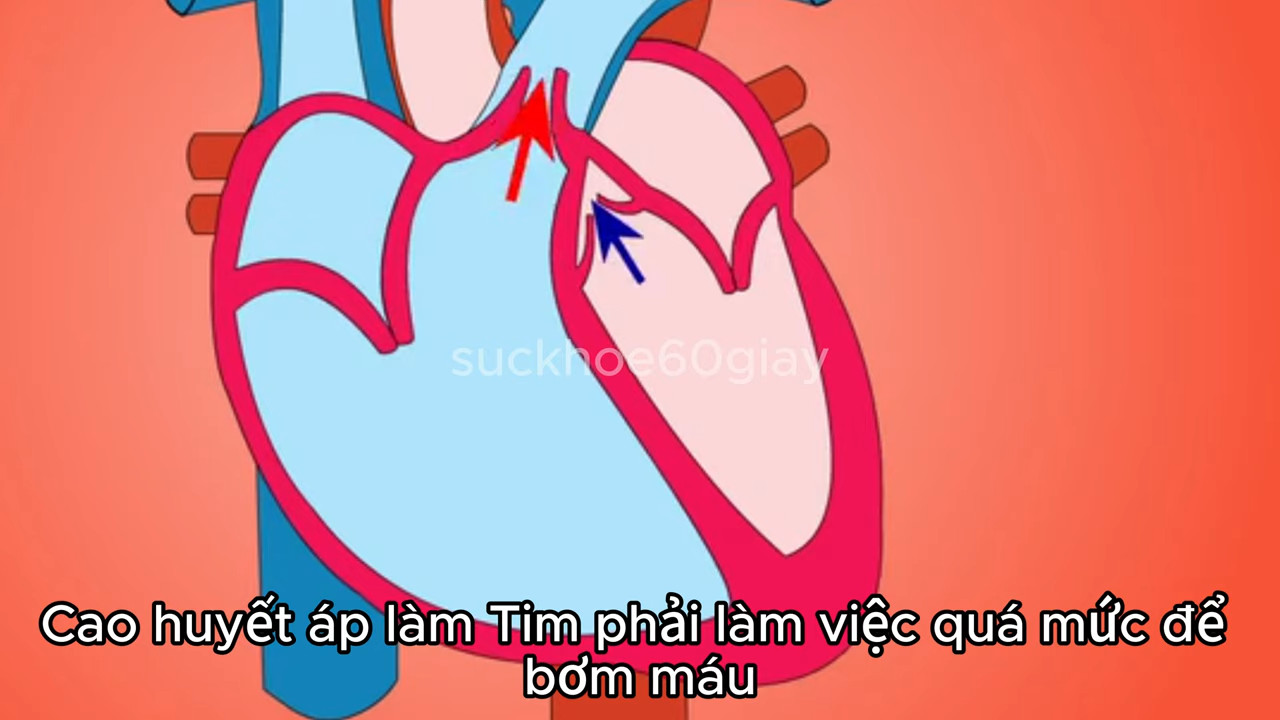 suckhoe60giay
Cao huyết áp làm Tim phải làm việc quá mức để
bơm máu